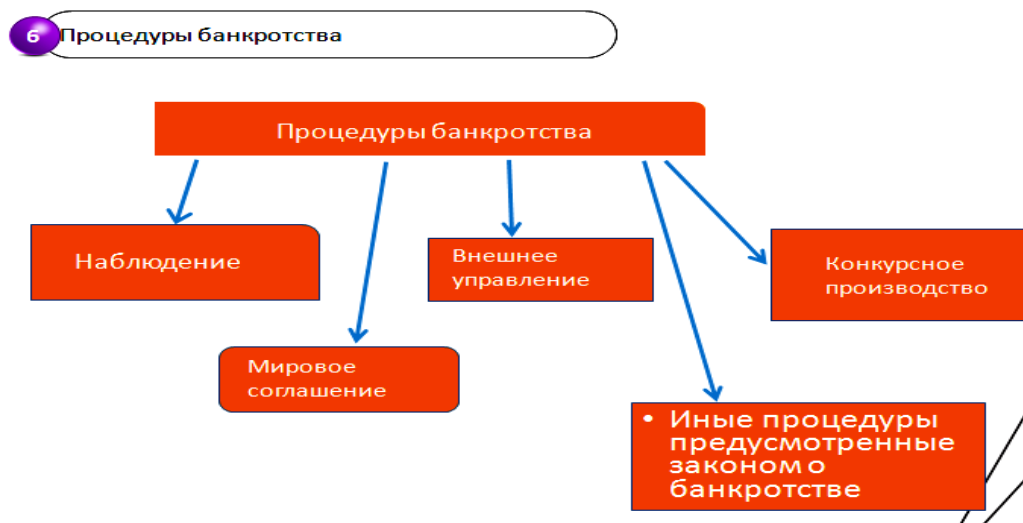 6
Процедуры банкротства
Процедуры банкротства
Наблюдение
Внешнее
управление
Конкурсное
производство
Мировое
соглашение
• Иные процедуры
предусмотренные
законом о
банкротстве